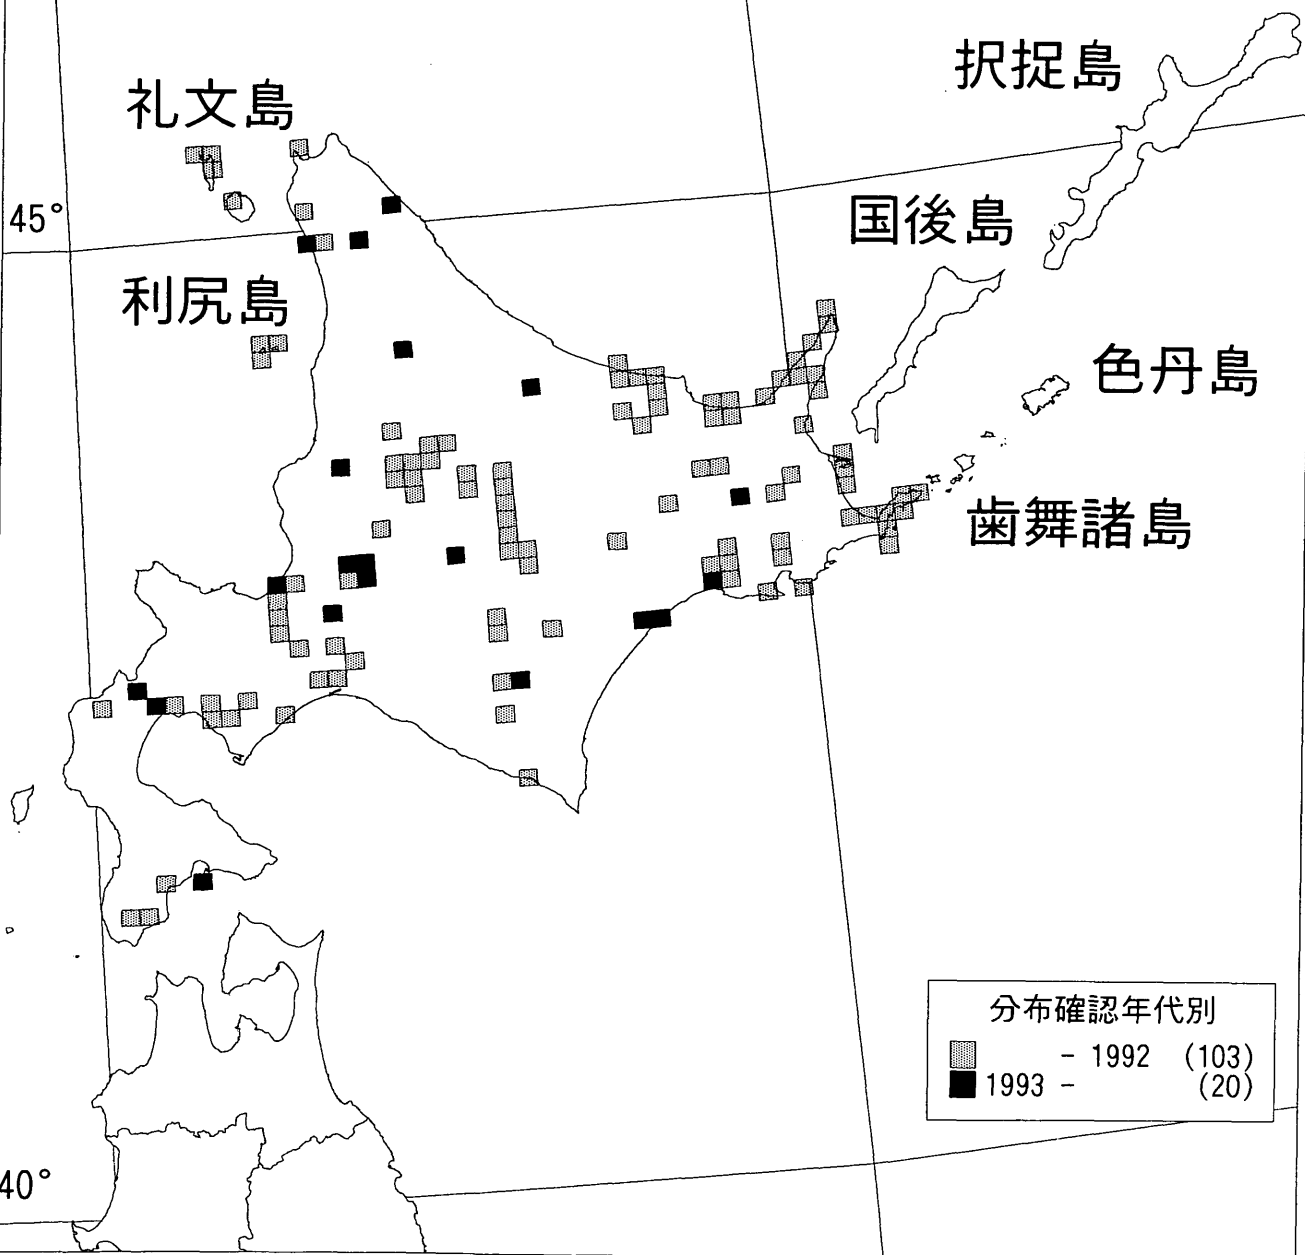 択捉島
礼文島
45°
国後島
利尻島
色丹島
歯舞諸島
分布確認年代別
- 1992 (103)
1993 - (20)
40°